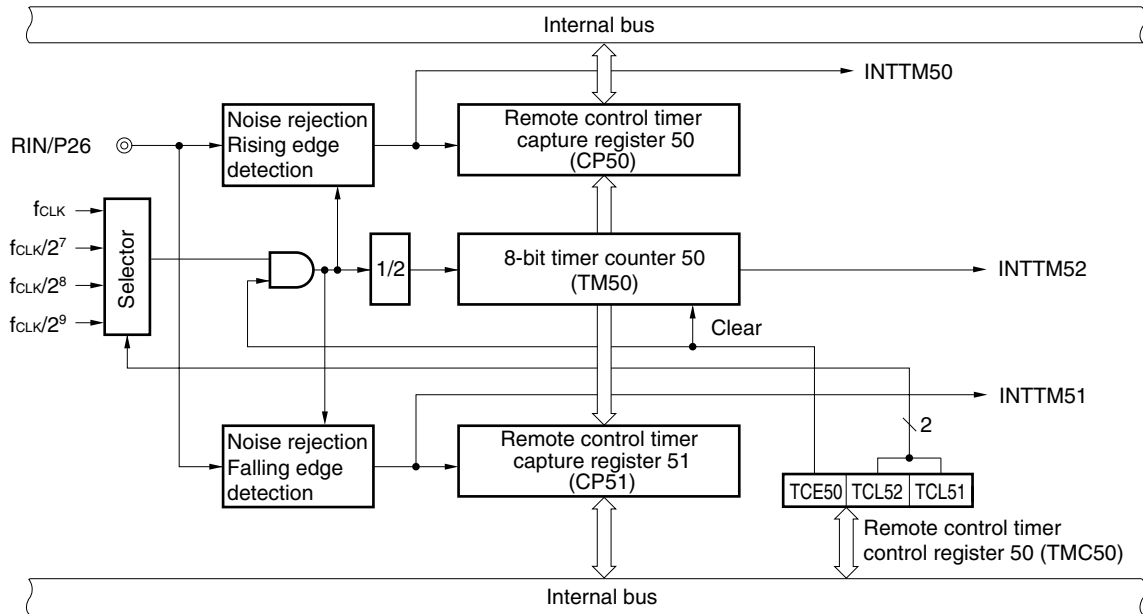 Internal bus
INTTM50
RIN/P26
Noise rejection
Rising edge
detection
Remote control timer
capture register 50
(CP50)
fCLK
fCLK/2⁷
fCLK/2⁸
fCLK/2⁹
Selector
1/2
8-bit timer counter 50
(TM50)
INTTM52
Clear
INTTM51
2
Noise rejection
Falling edge
detection
Remote control timer
capture register 51
(CP51)
TCE50 TCL52 TCL51
Remote control timer
control register 50 (TMC50)
Internal bus